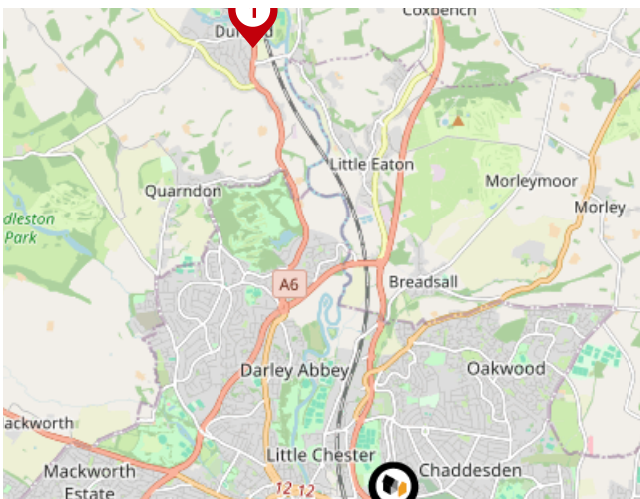 Coxbench
Little Eaton
Quarndon
Morleymoor
Morley
dleston
Park
A6
Breadsall
Darley Abbey
Oakwood
ackworth
Little Chester
Mackworth
Estate
Chaddesden
12 12